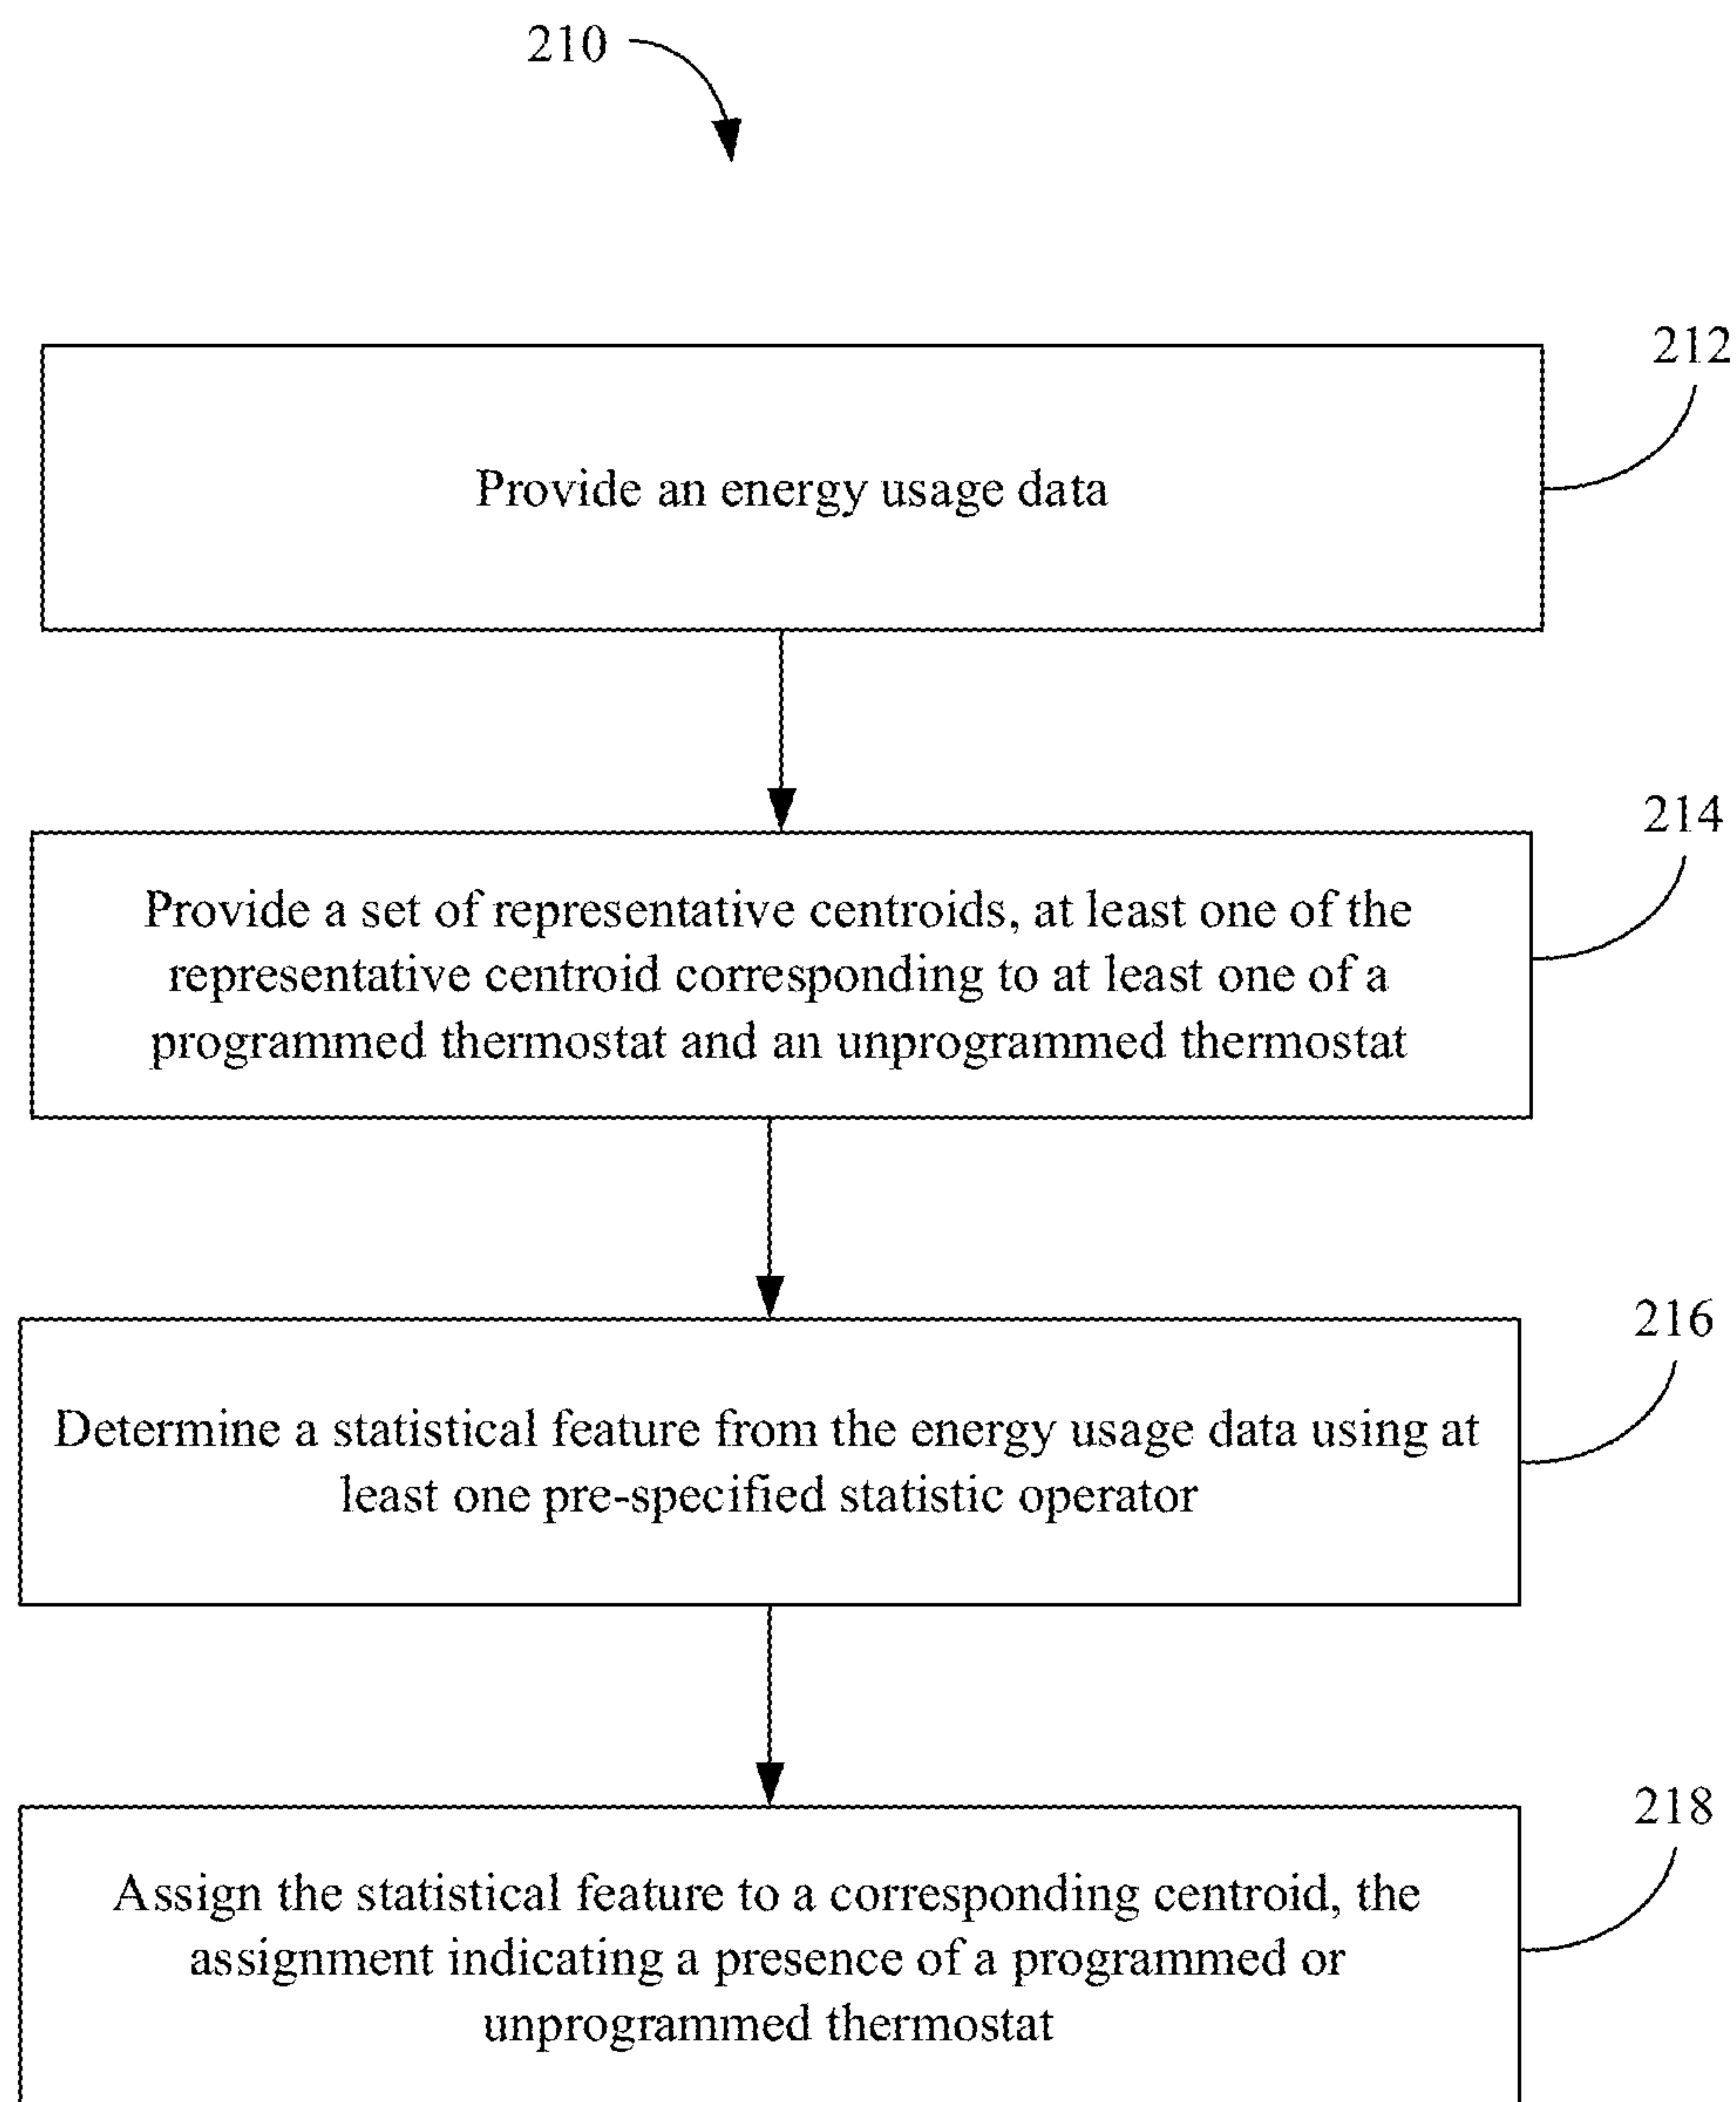 210
212
Provide an energy usage data
214
Provide a set of representative centroids, at least one of the
representative centroid corresponding to at least one of a
programmed thermostat and an unprogrammed thermostat
216
Determine a statistical feature from the energy usage data using at
least one pre-specified statistic operator
218
Assign the statistical feature to a corresponding centroid, the
assignment indicating a presence of a programmed or
unprogrammed thermostat